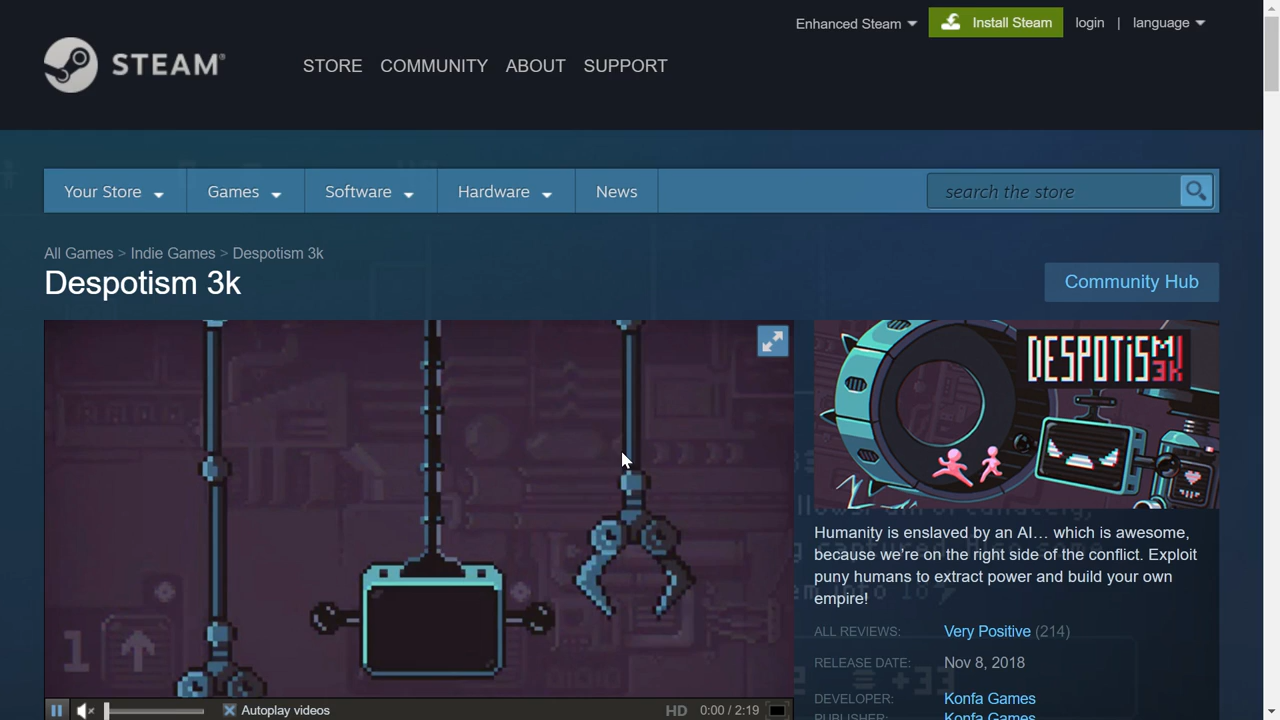 Enhanced Steam
Install Steam
login | language
STEAM®
STORE COMMUNITY ABOUT SUPPORT
Your Store
Games
Software
Hardware
News
search the store
All Games > Indie Games > Despotism 3k
Despotism 3k
Community Hub
DESPOTiSM
3K
Humanity is enslaved by an AI… which is awesome,
because we're on the right side of the conflict. Exploit
puny humans to extract power and build your own
empire!
ALL REVIEWS: Very Positive (214)
RELEASE DATE: Nov 8, 2018
DEVELOPER: Konfa Games
PUBLISHER: Konfa Games
1
Autoplay videos
HD 0:00 / 2:19